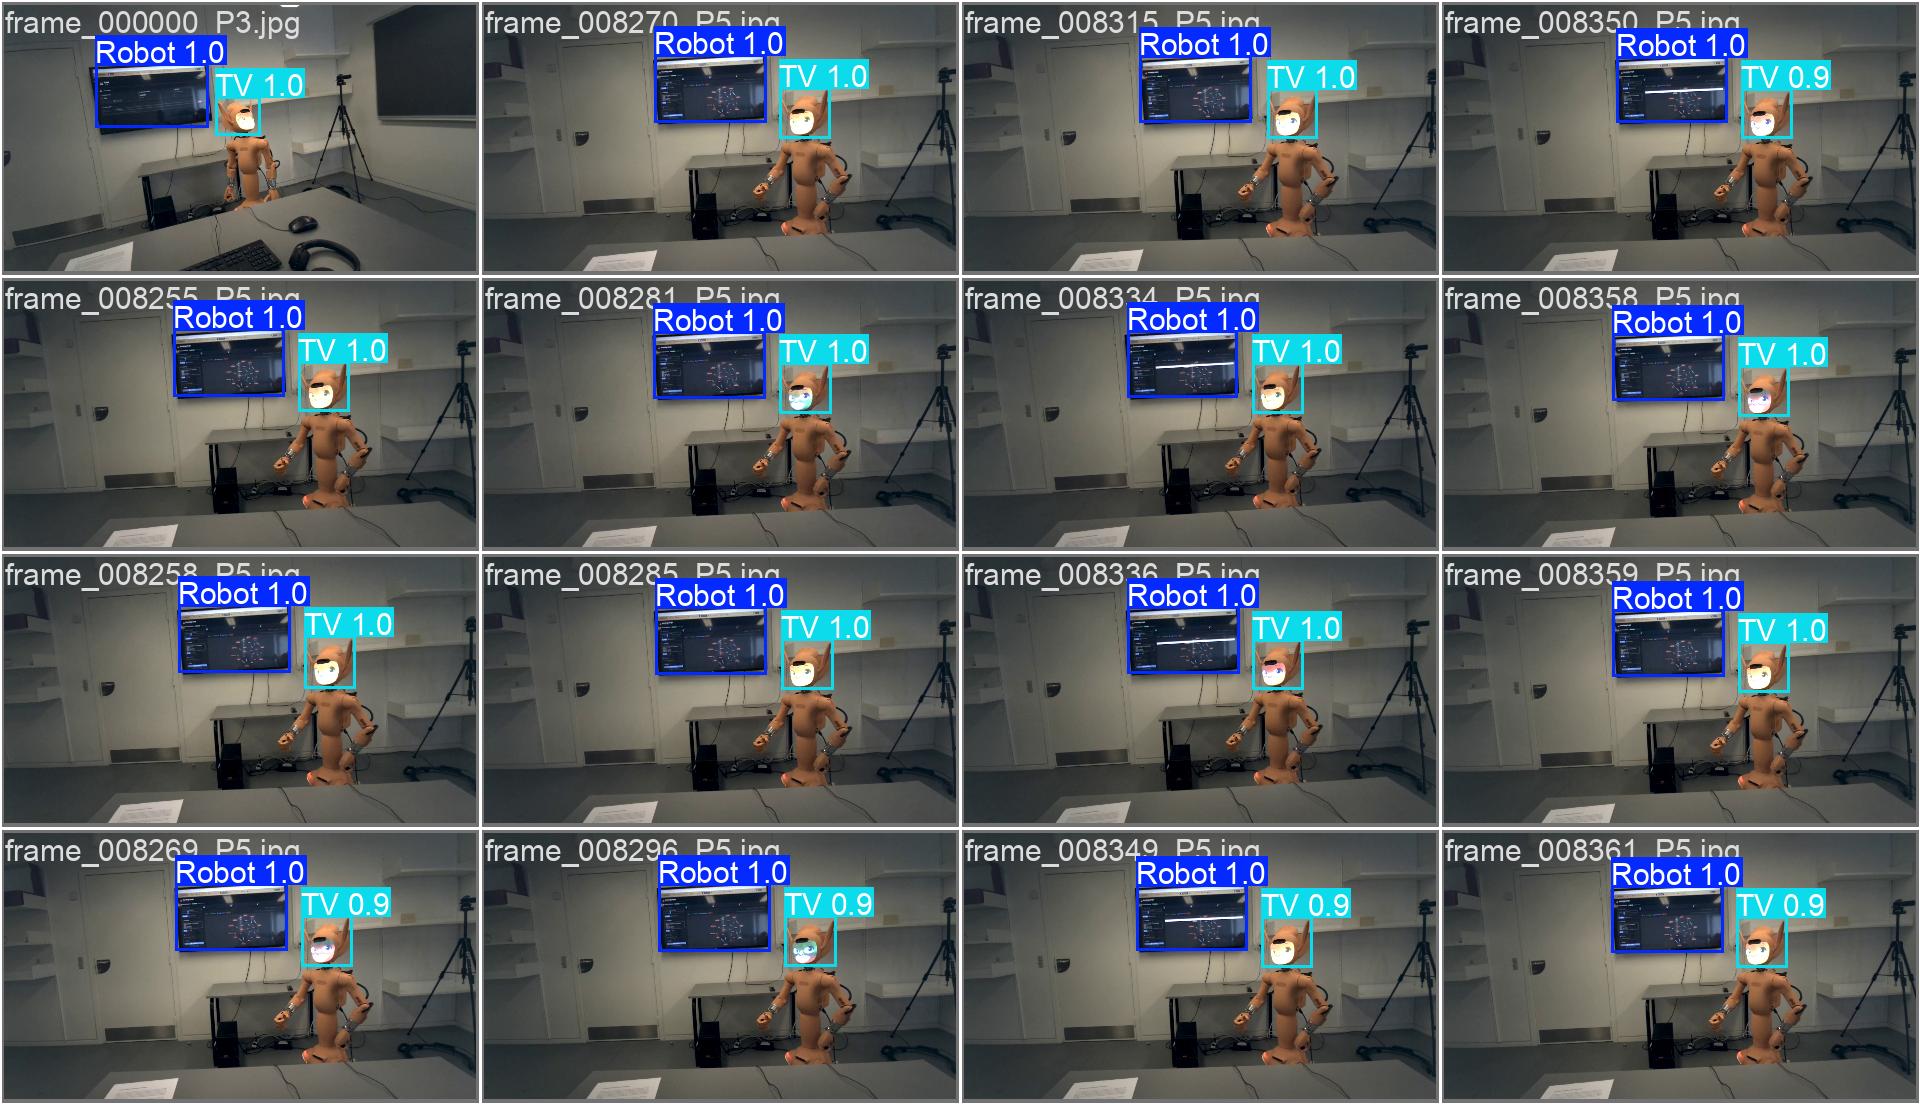 frame_000000_P3.jpg
Robot 1.0
TV 1.0
frame_008270_P5.jpg
Robot 1.0
TV 1.0
frame_008315_P5.jpg
Robot 1.0
TV 1.0
frame_008350_P5.jpg
Robot 1.0
TV 0.9
frame_008255_P5.jpg
Robot 1.0
TV 1.0
frame_008281_P5.jpg
Robot 1.0
TV 1.0
frame_008334_P5.jpg
Robot 1.0
TV 1.0
frame_008358_P5.jpg
Robot 1.0
TV 1.0
frame_008258_P5.jpg
Robot 1.0
TV 1.0
frame_008285_P5.jpg
Robot 1.0
TV 1.0
frame_008336_P5.jpg
Robot 1.0
TV 1.0
frame_008359_P5.jpg
Robot 1.0
TV 1.0
frame_008269_P5.jpg
Robot 1.0
TV 0.9
frame_008296_P5.jpg
Robot 1.0
TV 0.9
frame_008349_P5.jpg
Robot 1.0
TV 0.9
frame_008361_P5.jpg
Robot 1.0
TV 0.9